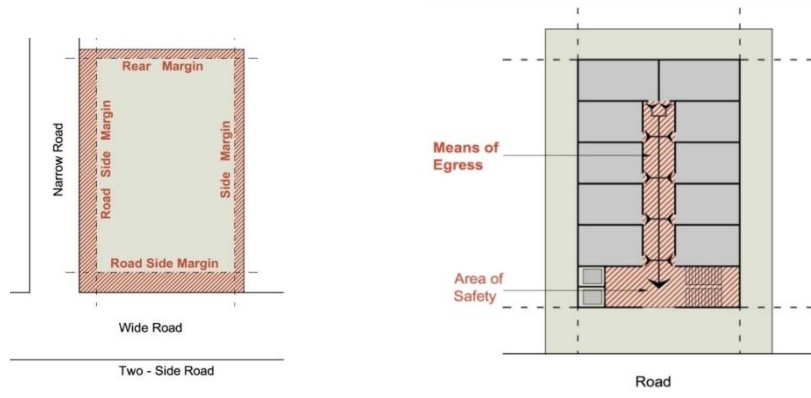 Rear Margin
Narrow Road
Road Side Margin
Side Margin
Road Side Margin
Wide Road
Two - Side Road
Means of
Egress
Area of
Safety
Road